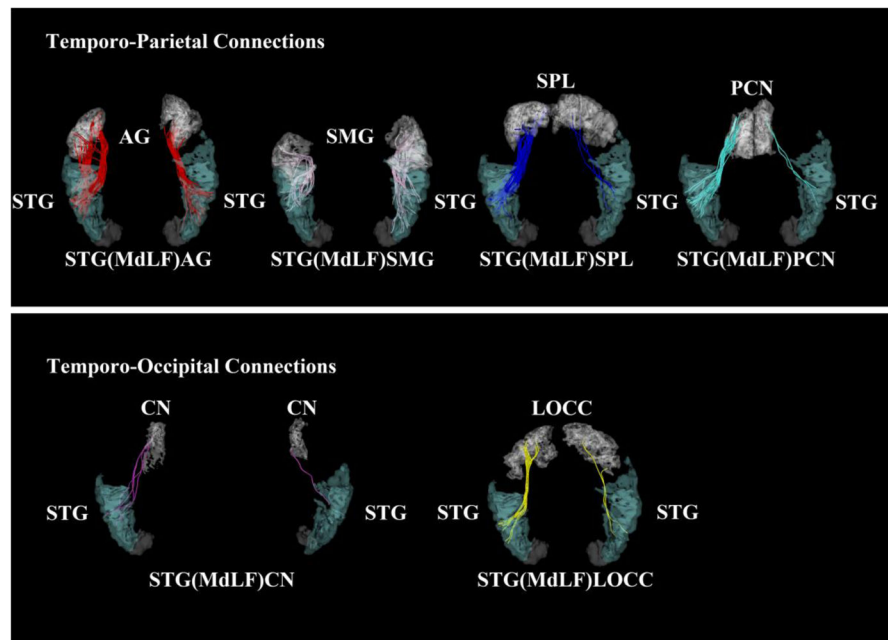 Temporo-Parietal Connections
SPL
PCN
AG
SMG
STG
STG
STG
STG
STG
STG(MdLF)AG
STG(MdLF)SMG
STG(MdLF)SPL
STG(MdLF)PCN
Temporo-Occipital Connections
CN
CN
LOCC
STG
STG
STG
STG
STG(MdLF)CN
STG(MdLF)LOCC